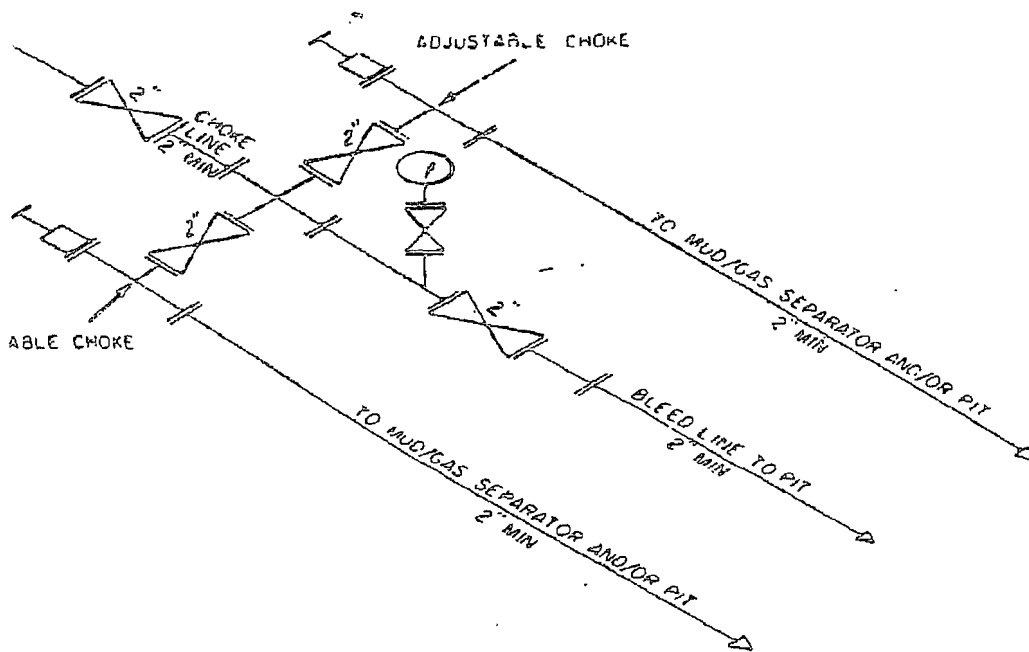 ADJUSTABLE CHOKE
2"
CHOKE
LINE
2" MIN
2"
P
2"
TO MUD/GAS SEPARATOR AND/OR PIT
2" MIN
2"
ABLE CHOKE
BLEED LINE TO PIT
2" MIN
TO MUD/GAS SEPARATOR AND/OR PIT
2" MIN